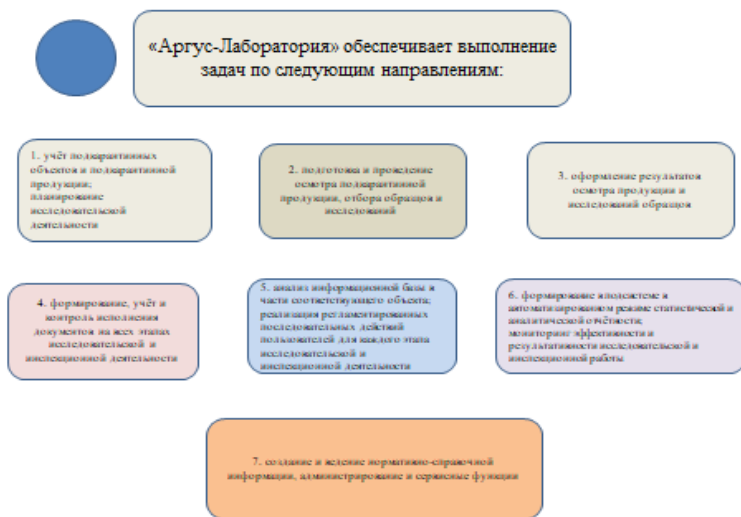 «Аргус-Лаборатория» обеспечивает выполнение
задач по следующим направлениям:
1. учёт подкарантинных
объектов и подкарантинной
продукции;
планирование
исследовательской
деятельности
2. подготовка и проведение
осмотра подкарантинной
продукции, отбора образцов и
исследований
3. оформление результатов
осмотра продукции и
исследований образцов
4. формирование, учёт и
контроль исполнения
документов на всех этапах
исследовательской и
инспекционной деятельности
5. анализ информационной базы в
части соответствующего объекта;
реализация регламентированных
последовательных действий
пользователей для каждого этапа
исследовательской и
инспекционной деятельности
6. формирование в подсистеме в
автоматизированном режиме статистической и
аналитической отчётности;
мониторинг эффективности и
результативности исследовательской и
инспекционной работы
7. создание и ведение нормативно-справочной
информации, администрирование и сервисные функции